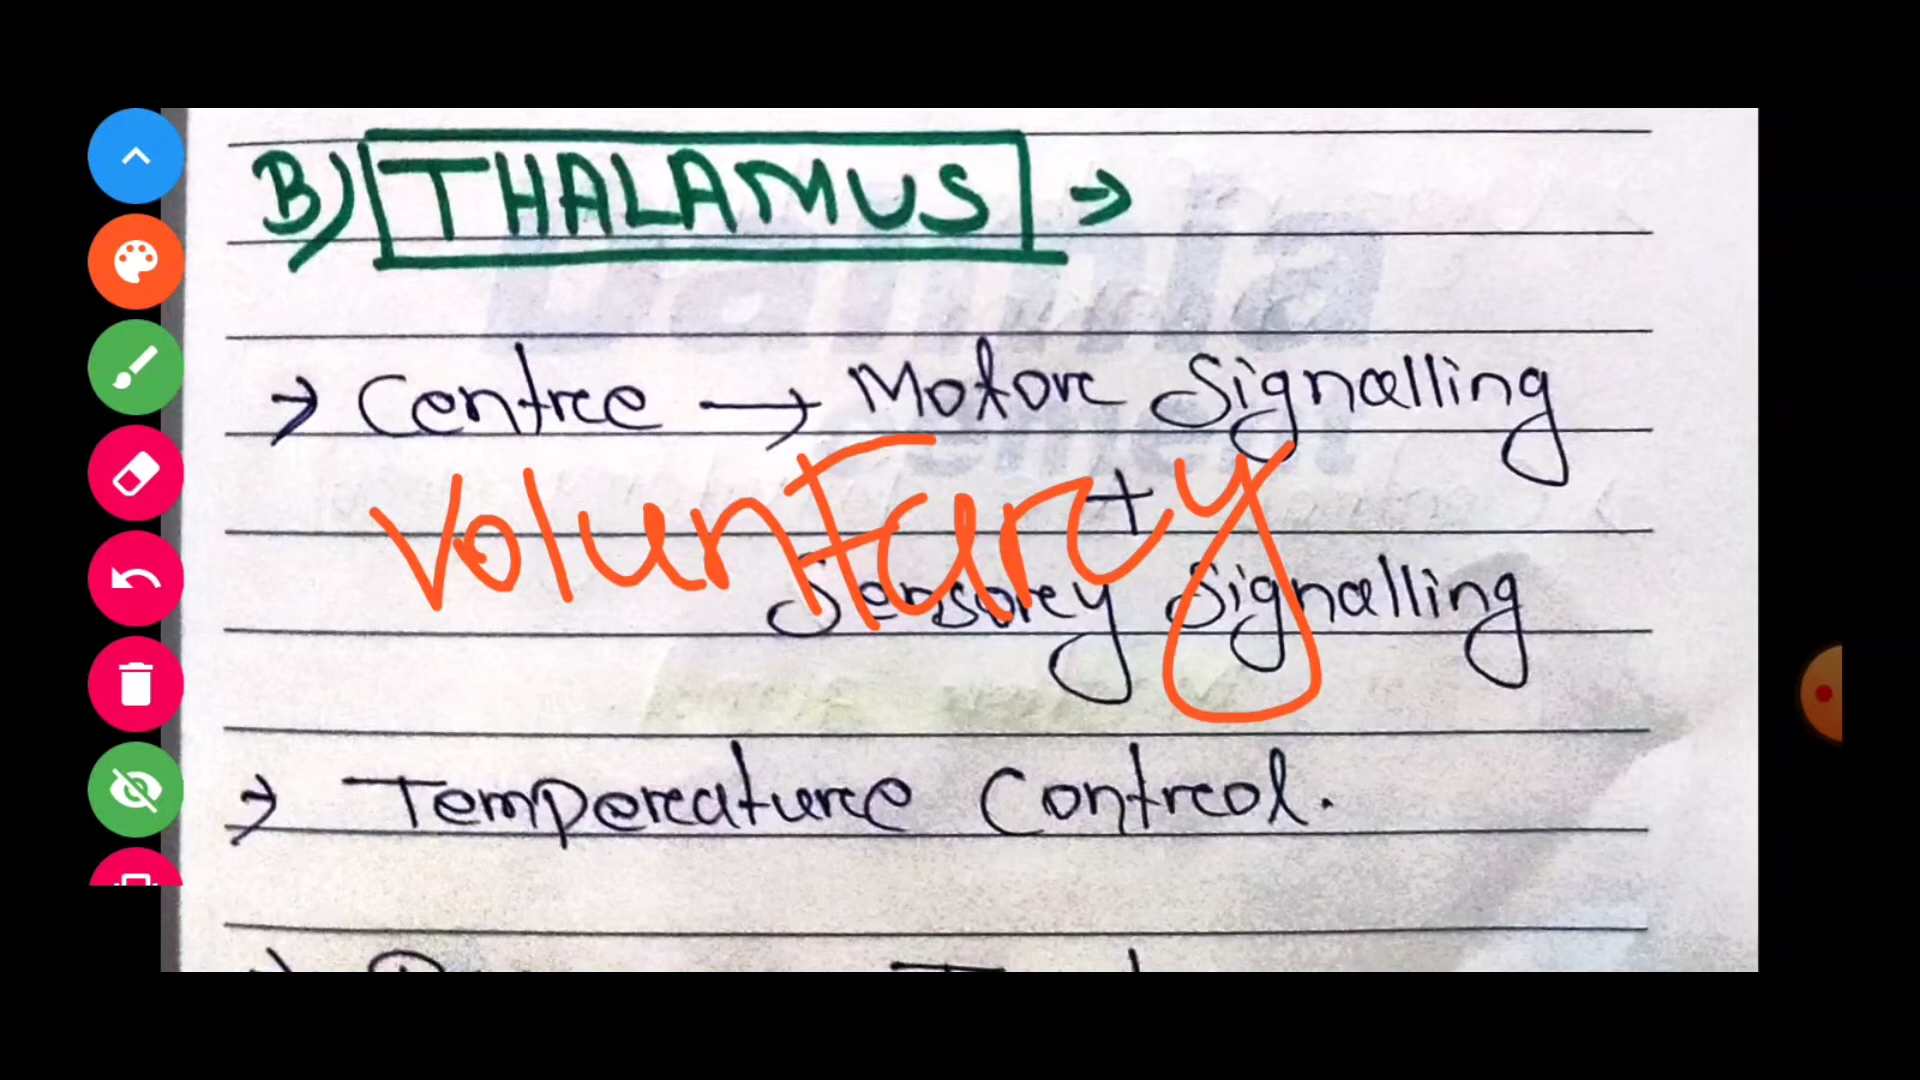 B) THALAMUS →
→ Centre → Motor Signalling
voluntary
+
Sensory Signalling
→ Temperature Control.